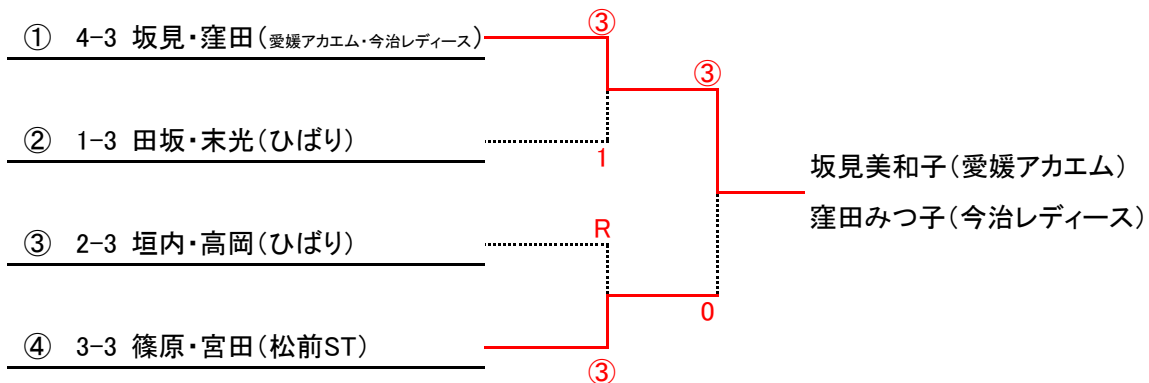 ① 4-3 坂見・窪田(愛媛アカエム・今治レディース)
③
③
② 1-3 田坂・末光(ひばり)
1
坂見美和子(愛媛アカエム)
窪田みつ子(今治レディース)
③ 2-3 垣内・高岡(ひばり)
R
0
④ 3-3 篠原・宮田(松前ST)
③